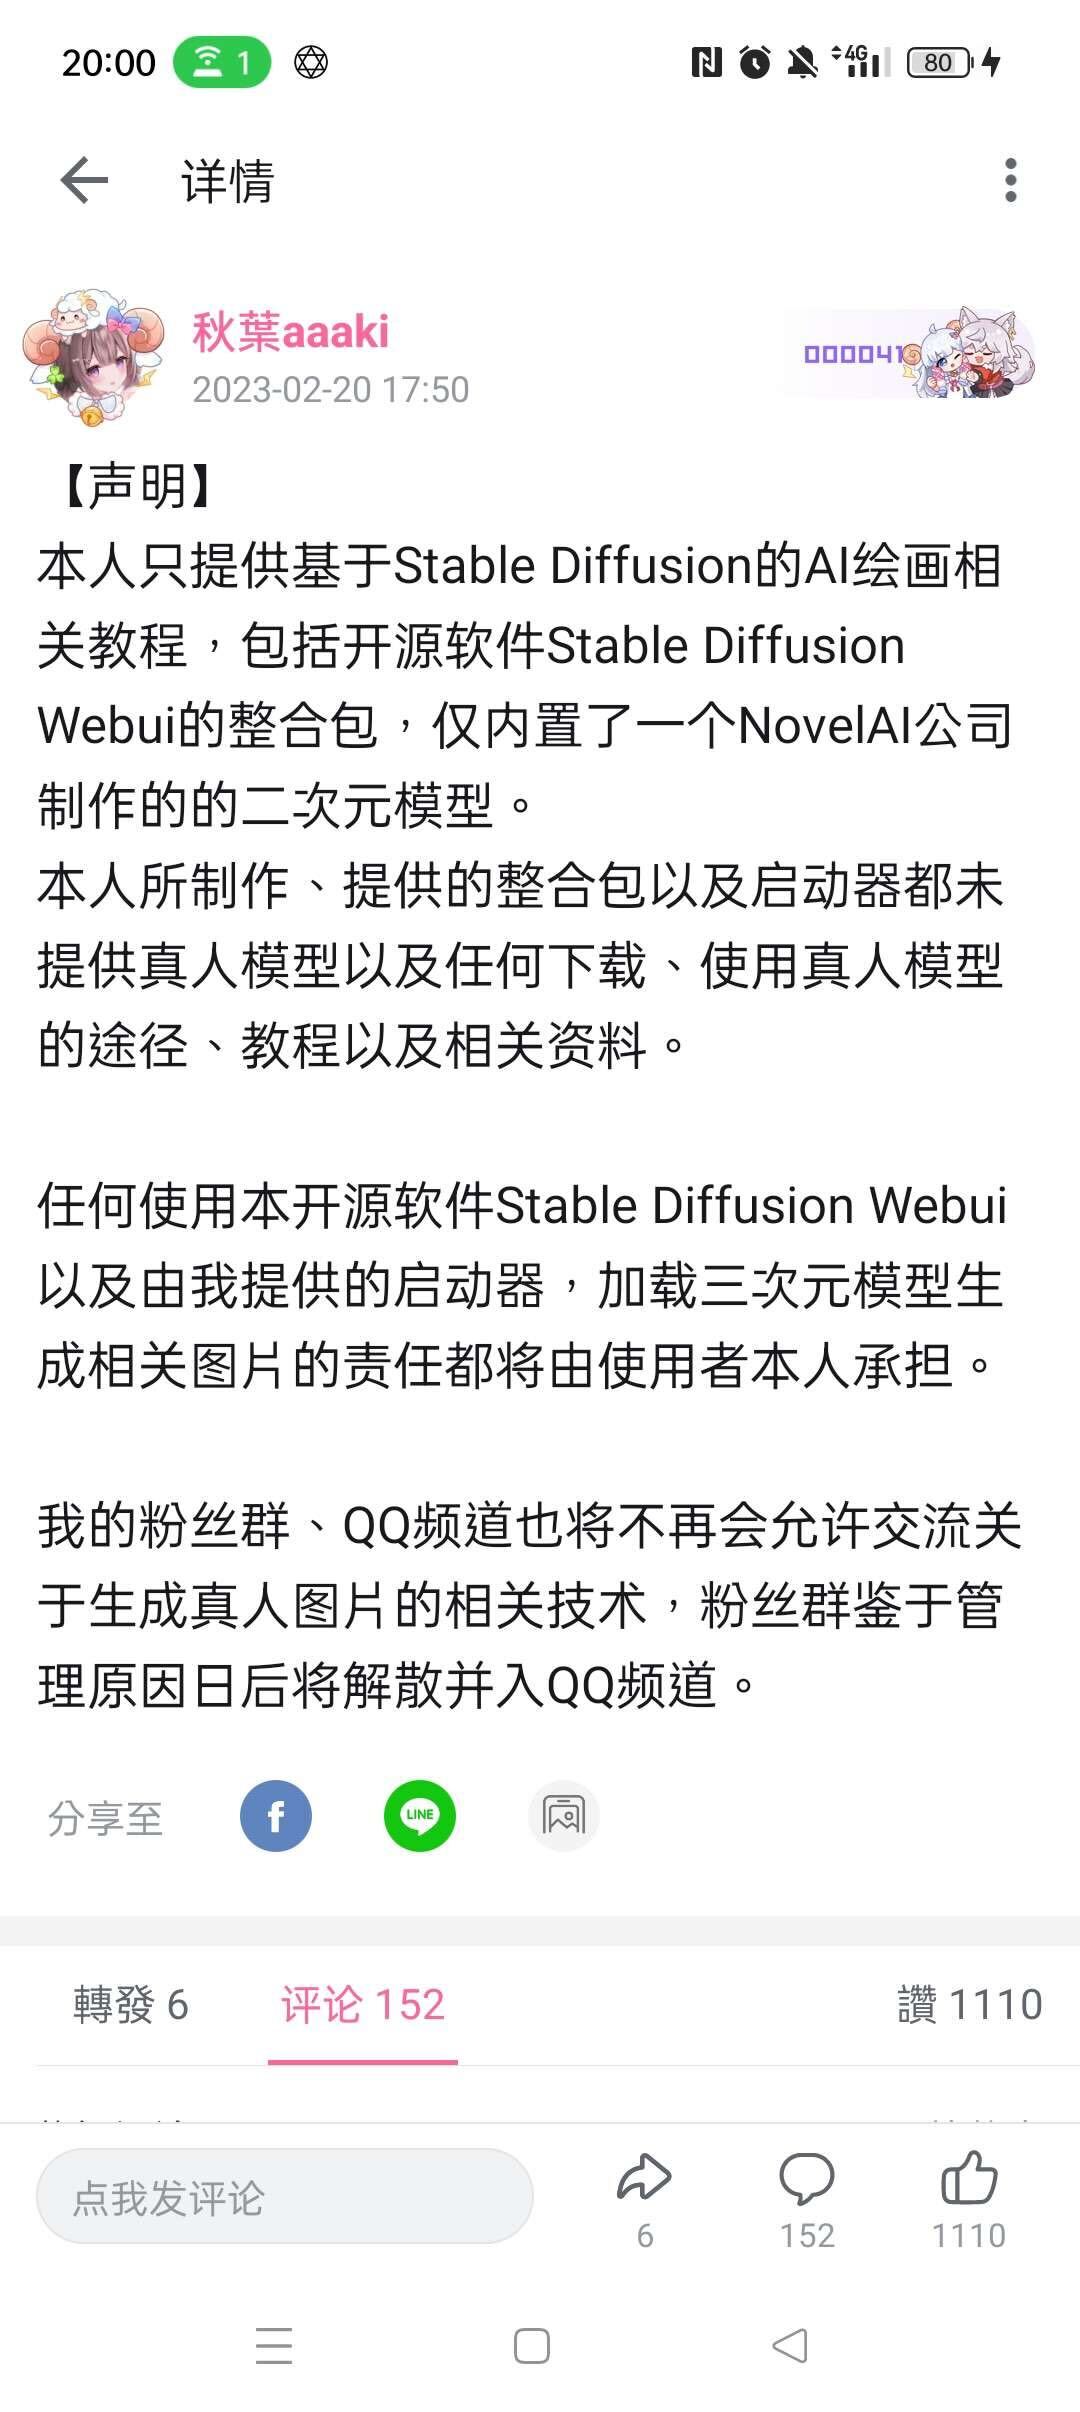 20:00 1 4G 80
详情
秋葉aaaki
2023-02-20 17:50
000041
【声明】
本人只提供基于Stable Diffusion的AI绘画相
关教程，包括开源软件Stable Diffusion
Webui的整合包，仅内置了一个NovelAI公司
制作的的二次元模型。
本人所制作、提供的整合包以及启动器都未
提供真人模型以及任何下载、使用真人模型
的途径、教程以及相关资料。
任何使用本开源软件Stable Diffusion Webui
以及由我提供的启动器，加载三次元模型生
成相关图片的责任都将由使用者本人承担。
我的粉丝群、QQ频道也将不再会允许交流关
于生成真人图片的相关技术，粉丝群鉴于管
理原因日后将解散并入QQ频道。
分享至 f LINE
轉發 6 评论 152 讚 1110
点我发评论
6 152 1110